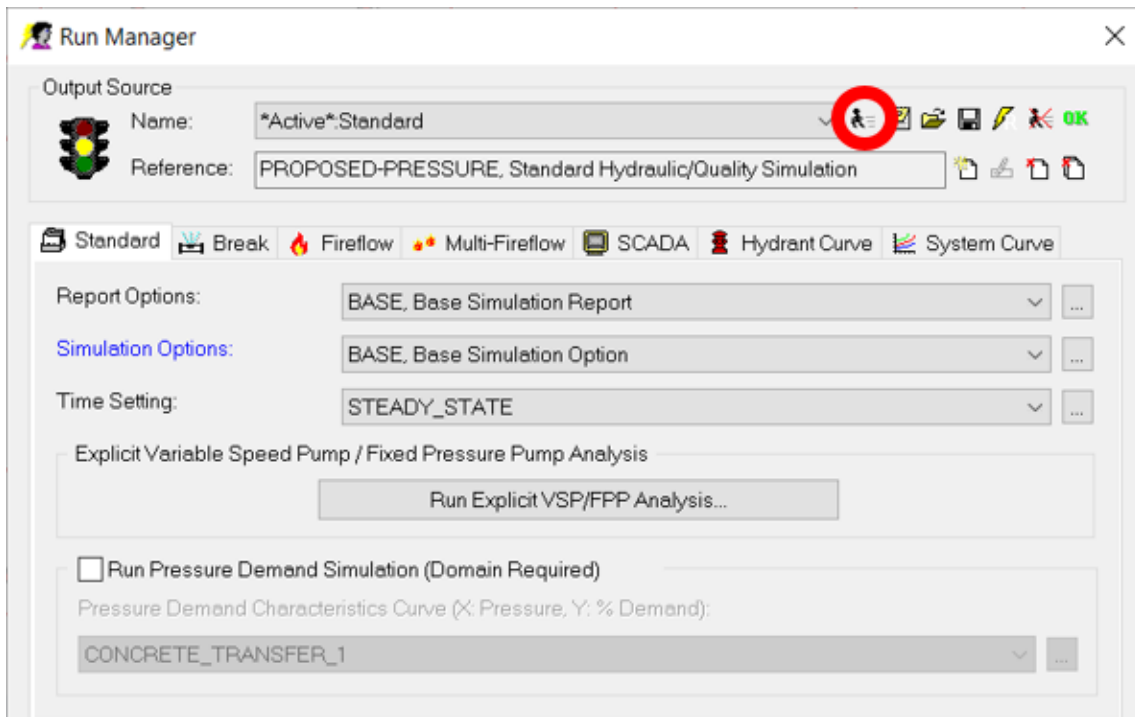 Run Manager
Output Source
Name: *Active*:Standard OK
Reference: PROPOSED-PRESSURE, Standard Hydraulic/Quality Simulation
Standard Break Fireflow Multi-Fireflow SCADA Hydrant Curve System Curve
Report Options: BASE, Base Simulation Report ...
Simulation Options: BASE, Base Simulation Option ...
Time Setting: STEADY_STATE ...
Explicit Variable Speed Pump / Fixed Pressure Pump Analysis
Run Explicit VSP/FPP Analysis...
Run Pressure Demand Simulation (Domain Required)
Pressure Demand Characteristics Curve (X: Pressure, Y: % Demand):
CONCRETE_TRANSFER_1 ...